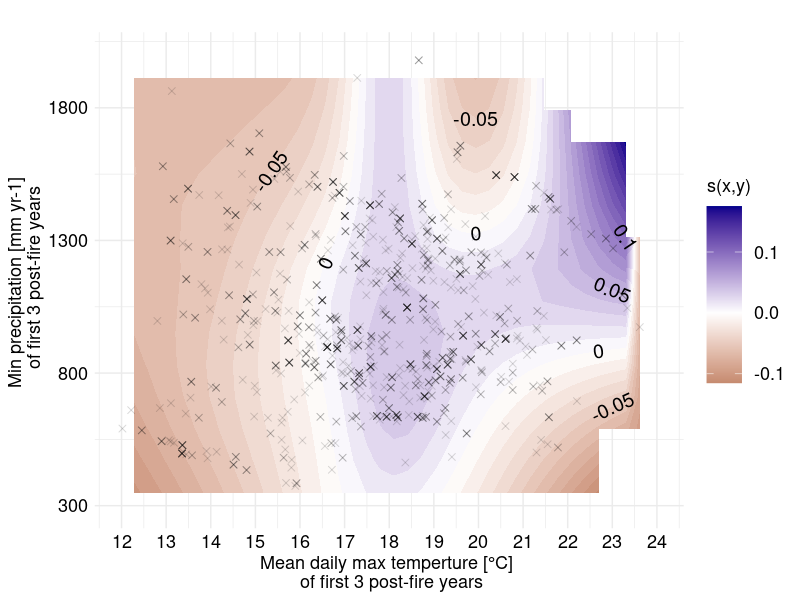 1800
1300
800
300
Min precipitation [mm yr-1]
of first 3 post-fire years
-0.05
-0.05
0
0
0.1
0.05
0
-0.05
12 13 14 15 16 17 18 19 20 21 22 23 24
Mean daily max temperture [°C]
of first 3 post-fire years
s(x,y)
0.1
0.0
-0.1